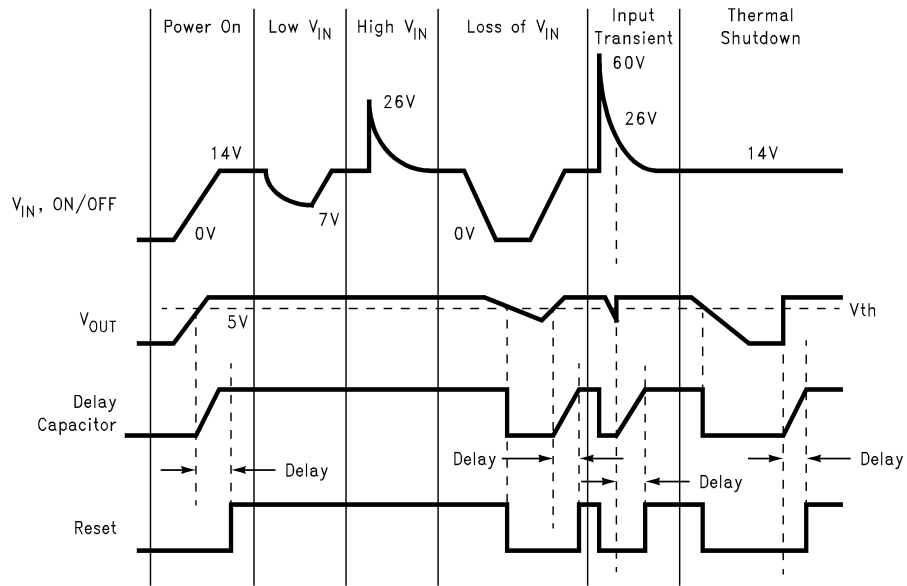 Power On
Low VIN
High VIN
Loss of VIN
Input
Transient
Thermal
Shutdown
60V
26V
26V
14V
14V
VIN, ON/OFF
7V
0V
0V
Vth
VOUT
5V
Delay
Capacitor
Delay
Delay
Delay
Delay
Reset